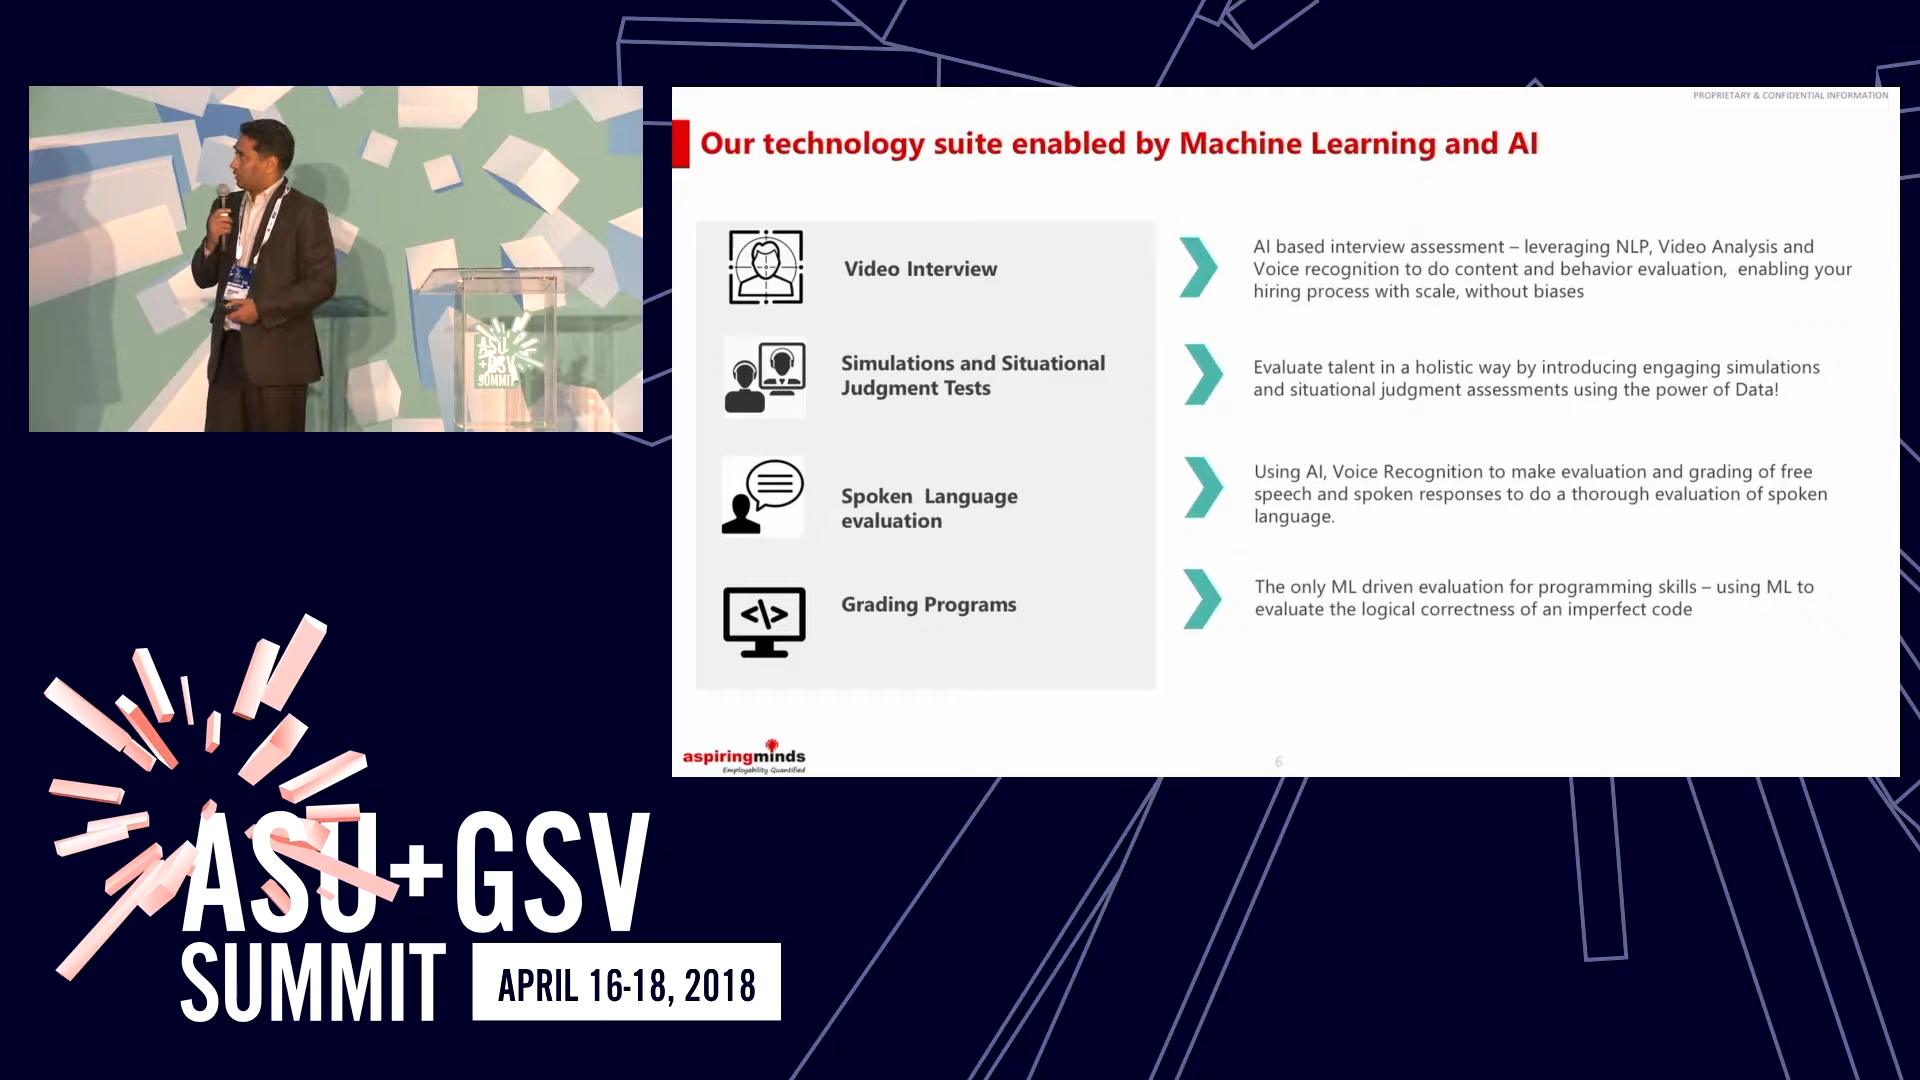 PROPRIETARY & CONFIDENTIAL INFORMATION
Our technology suite enabled by Machine Learning and AI
Video Interview
AI based interview assessment – leveraging NLP, Video Analysis and
Voice recognition to do content and behavior evaluation, enabling your
hiring process with scale, without biases
Simulations and Situational
Judgment Tests
Evaluate talent in a holistic way by introducing engaging simulations
and situational judgment assessments using the power of Data!
Spoken Language
evaluation
Using AI, Voice Recognition to make evaluation and grading of free
speech and spoken responses to do a thorough evaluation of spoken
language.
</>
Grading Programs
The only ML driven evaluation for programming skills – using ML to
evaluate the logical correctness of an imperfect code
aspiringminds
Employability Quantified
6
ASU
+GSV
SUMMIT
ASU+GSV
SUMMIT
APRIL 16-18, 2018